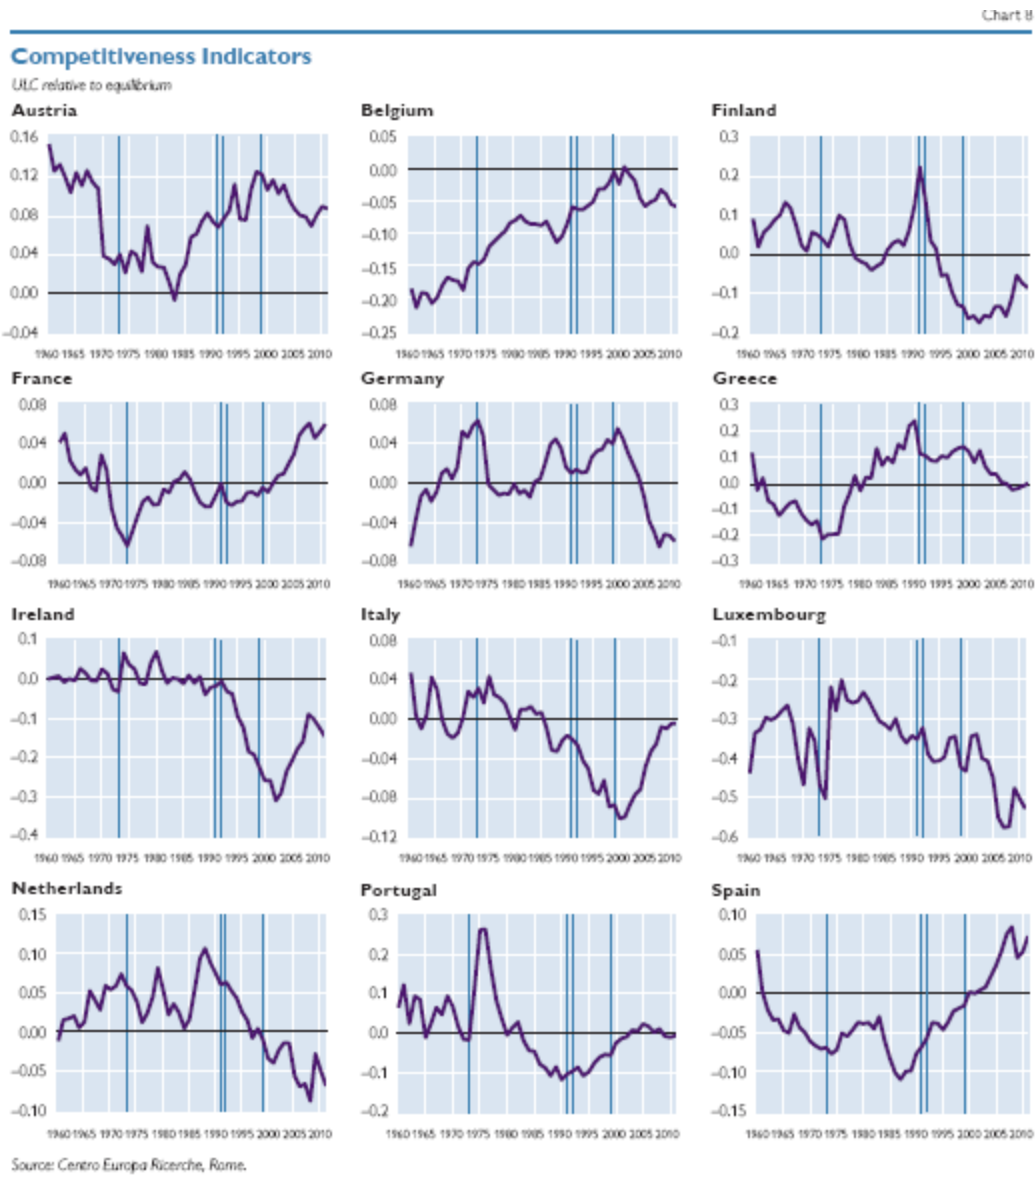 Chart 8
Competitiveness Indicators
ULC relative to equilibrium
Austria
0.16
0.12
0.08
0.04
0.00
–0.04
1960 1965 1970 1975 1980 1985 1990 1995 2000 2005 2010
Belgium
0.05
0.00
–0.05
–0.10
–0.15
–0.20
–0.25
1960 1965 1970 1975 1980 1985 1990 1995 2000 2005 2010
Finland
0.3
0.2
0.1
0.0
–0.1
–0.2
1960 1965 1970 1975 1980 1985 1990 1995 2000 2005 2010
France
0.08
0.04
0.00
–0.04
–0.08
1960 1965 1970 1975 1980 1985 1990 1995 2000 2005 2010
Germany
0.08
0.04
0.00
–0.04
–0.08
1960 1965 1970 1975 1980 1985 1990 1995 2000 2005 2010
Greece
0.3
0.2
0.1
0.0
–0.1
–0.2
–0.3
1960 1965 1970 1975 1980 1985 1990 1995 2000 2005 2010
Ireland
0.1
0.0
–0.1
–0.2
–0.3
–0.4
1960 1965 1970 1975 1980 1985 1990 1995 2000 2005 2010
Italy
0.08
0.04
0.00
–0.04
–0.08
–0.12
1960 1965 1970 1975 1980 1985 1990 1995 2000 2005 2010
Luxembourg
–0.1
–0.2
–0.3
–0.4
–0.5
–0.6
1960 1965 1970 1975 1980 1985 1990 1995 2000 2005 2010
Netherlands
0.15
0.10
0.05
0.00
–0.05
–0.10
1960 1965 1970 1975 1980 1985 1990 1995 2000 2005 2010
Portugal
0.3
0.2
0.1
0.0
–0.1
–0.2
1960 1965 1970 1975 1980 1985 1990 1995 2000 2005 2010
Spain
0.10
0.05
0.00
–0.05
–0.10
–0.15
1960 1965 1970 1975 1980 1985 1990 1995 2000 2005 2010
Source: Centro Europa Ricerche, Rome.